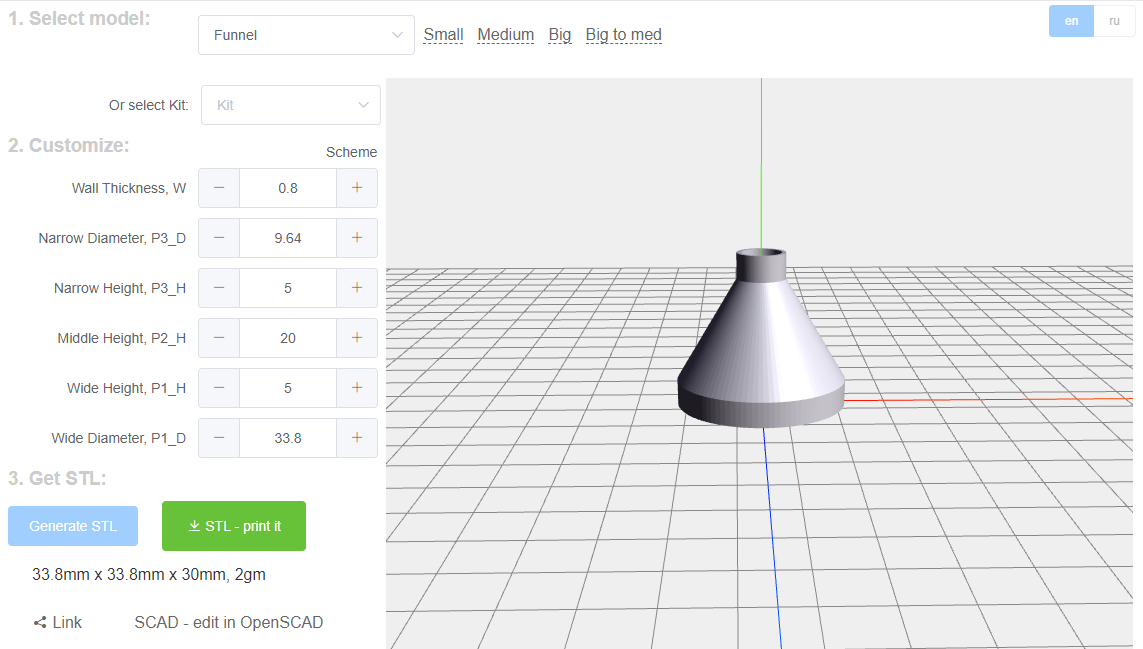 1. Select model:
Funnel
Small Medium Big Big to med
en ru
Or select Kit: Kit
2. Customize:
Scheme
Wall Thickness, W − 0.8 +
Narrow Diameter, P3_D − 9.64 +
Narrow Height, P3_H − 5 +
Middle Height, P2_H − 20 +
Wide Height, P1_H − 5 +
Wide Diameter, P1_D − 33.8 +
3. Get STL:
Generate STL STL - print it
33.8mm x 33.8mm x 30mm, 2gm
Link SCAD - edit in OpenSCAD